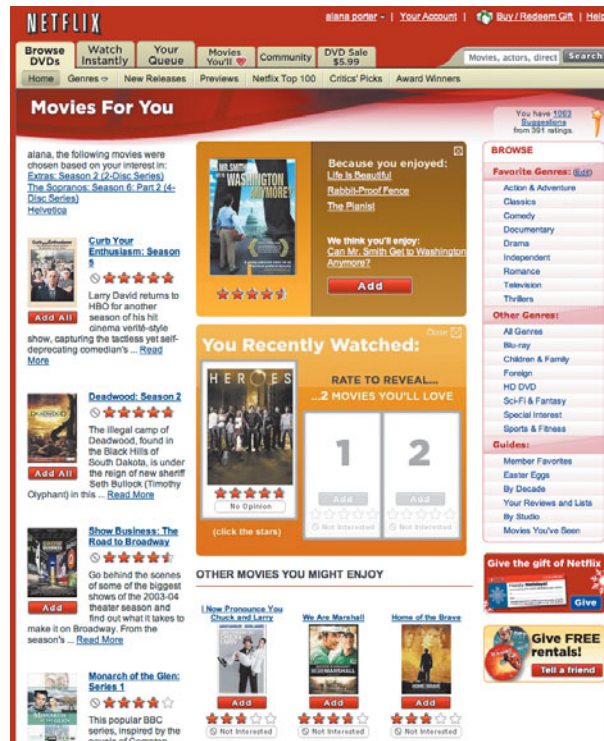 NETFLIX
alana porter - | Your Account | Buy / Redeem Gift | Help
Browse DVDs
Watch Instantly
Your Queue
Movies You'll
Community
DVD Sale $5.99
Movies, actors, direct
Search
Home Genres New Releases Previews Netflix Top 100 Critics' Picks Award Winners
Movies For You
You have 1003
Suggestions
from 391 ratings.
alana, the following movies were
chosen based on your interest in:
Extras: Season 2 (2-Disc Series)
The Sopranos: Season 6: Part 2 (4-
Disc Series)
Helvetica
Curb Your
Enthusiasm: Season
5
Add All
Larry David returns to
HBO for another
season of his hit
cinema verité-style
show, capturing the tactless yet self-
deprecating comedian's ... Read
More
Deadwood: Season 2
DEADWOOD
Add All
The illegal camp of
Deadwood, found in
the Black Hills of
South Dakota, is under
the reign of new sheriff
Seth Bullock (Timothy
Olyphant) in this ... Read More
Show Business: The
Road to Broadway
Add
Go behind the scenes
of some of the biggest
shows of the 2003-04
theater season and
find out what it takes to
make it on Broadway. From the
season's ... Read More
Monarch of the Glen:
Series 1
This popular BBC
series, inspired by the
MR. SMITH
WASHINGTON
ANYMORE?
Because you enjoyed:
Life Is Beautiful
Rabbit-Proof Fence
The Pianist
We think you'll enjoy:
Can Mr. Smith Get to Washington
Anymore?
Add
Close
You Recently Watched:
HEROES
No Opinion
(click the stars)
RATE TO REVEAL...
...2 MOVIES YOU'LL LOVE
1
Add
Not Interested
2
Add
Not Interested
OTHER MOVIES YOU MIGHT ENJOY
I Now Pronounce You
Chuck and Larry
Add
Not Interested
We Are Marshall
Add
Not Interested
Home of the Brave
Add
Not Interested
BROWSE
Favorite Genres: (Edit)
Action & Adventure
Classics
Comedy
Documentary
Drama
Independent
Romance
Television
Thrillers
Other Genres:
All Genres
Blu-ray
Children & Family
Foreign
HD DVD
Sci-Fi & Fantasy
Special Interest
Sports & Fitness
Guides:
Member Favorites
Easter Eggs
By Decade
Your Reviews and Lists
By Studio
Movies You've Seen
Give the gift of Netflix
Give
Give FREE
rentals!
Tell a friend